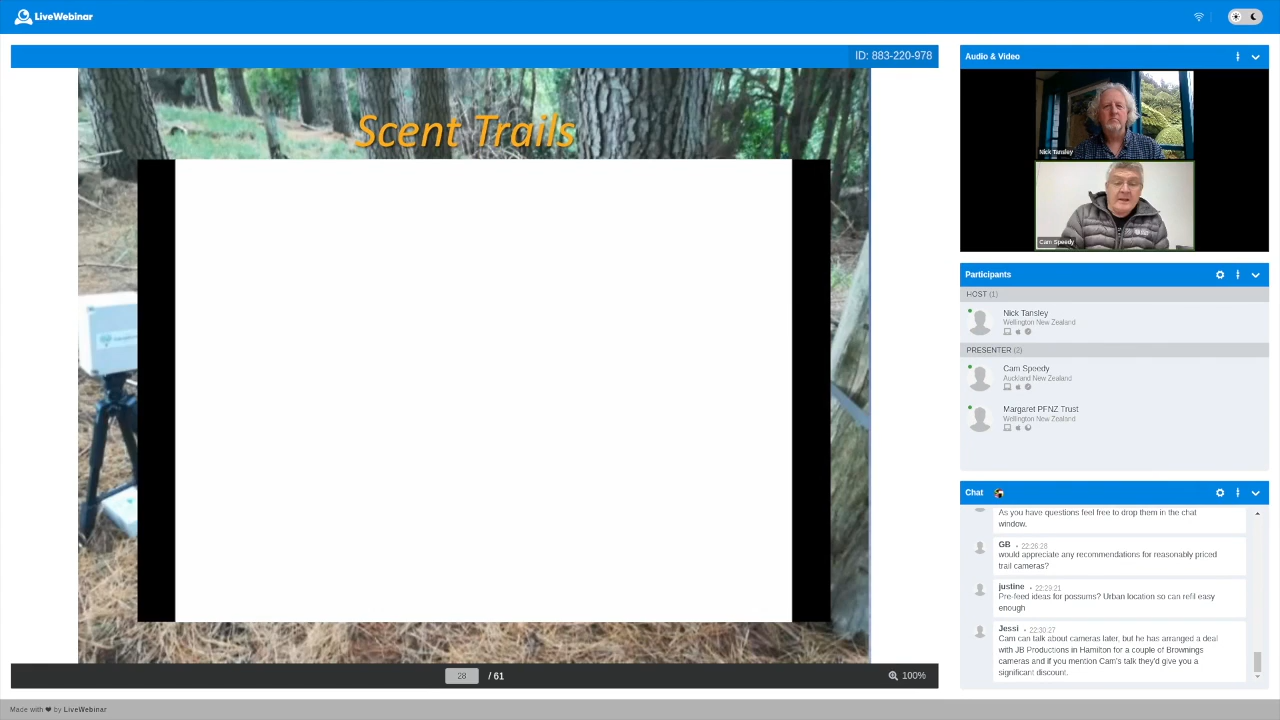 LiveWebinar
ID: 883-220-978
Scent Trails
28 / 61
100%
Audio & Video
Nick Tansley
Cam Speedy
Participants
HOST (1)
Nick Tansley
Wellington New Zealand
PRESENTER (2)
Cam Speedy
Auckland New Zealand
Margaret PFNZ Trust
Wellington New Zealand
Chat
As you have questions feel free to drop them in the chat
window.
GB • 22:26:28
would appreciate any recommendations for reasonably priced
trail cameras?
justine • 22:29:21
Pre-feed ideas for possums? Urban location so can refil easy
enough
Jessi • 22:30:27
Cam can talk about cameras later, but he has arranged a deal
with JB Productions in Hamilton for a couple of Brownings
cameras and if you mention Cam's talk they'd give you a
significant discount.
Made with ❤ by LiveWebinar